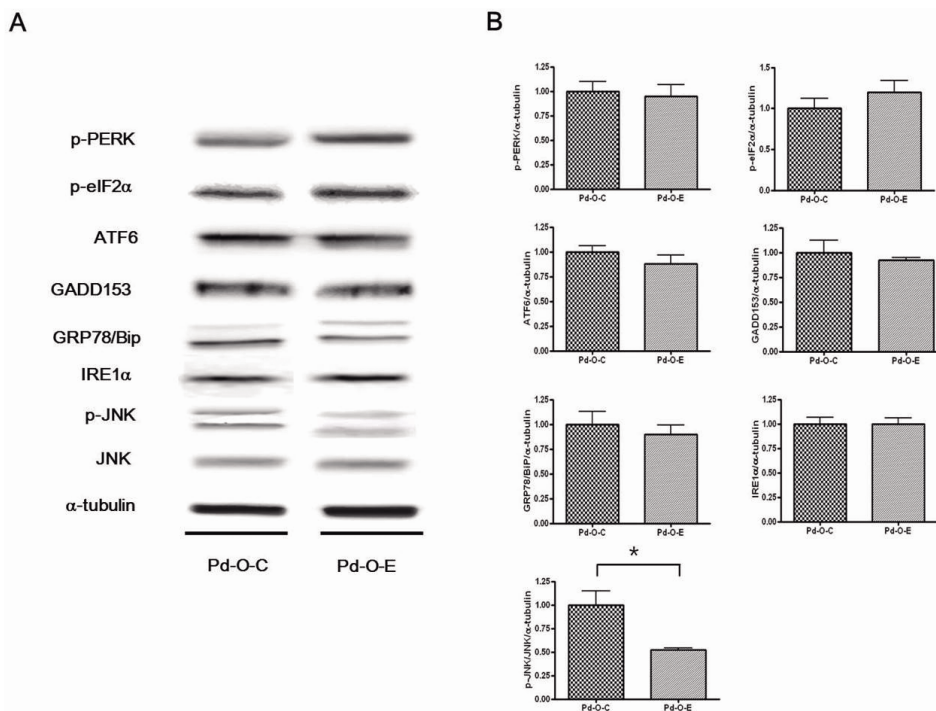 A
p-PERK
p-eIF2α
ATF6
GADD153
GRP78/Bip
IRE1α
p-JNK
JNK
α-tubulin
Pd-O-C Pd-O-E
B
p-PERK/α-tubulin
1.25
1.00
0.75
0.50
0.25
0.00
Pd-O-C Pd-O-E
p-eIF2α/α-tubulin
1.5
1.0
0.5
0.0
Pd-O-C Pd-O-E
ATF6/α-tubulin
1.25
1.00
0.75
0.50
0.25
0.00
Pd-O-C Pd-O-E
GADD153/α-tubulin
1.25
1.00
0.75
0.50
0.25
0.00
Pd-O-C Pd-O-E
GRP78/BiP/α-tubulin
1.25
1.00
0.75
0.50
0.25
0.00
Pd-O-C Pd-O-E
IRE1α/α-tubulin
1.25
1.00
0.75
0.50
0.25
0.00
Pd-O-C Pd-O-E
*
p-JNK/JNK/α-tubulin
1.25
1.00
0.75
0.50
0.25
0.00
Pd-O-C Pd-O-E